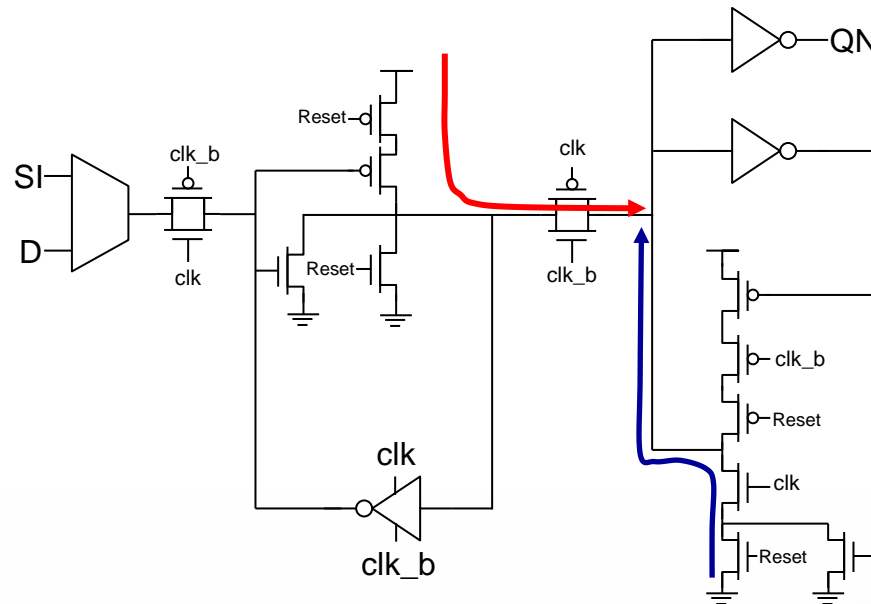 QN
Reset
clk_b
clk
SI
D
clk
Reset
clk_b
clk_b
Reset
clk
clk
clk_b
Reset